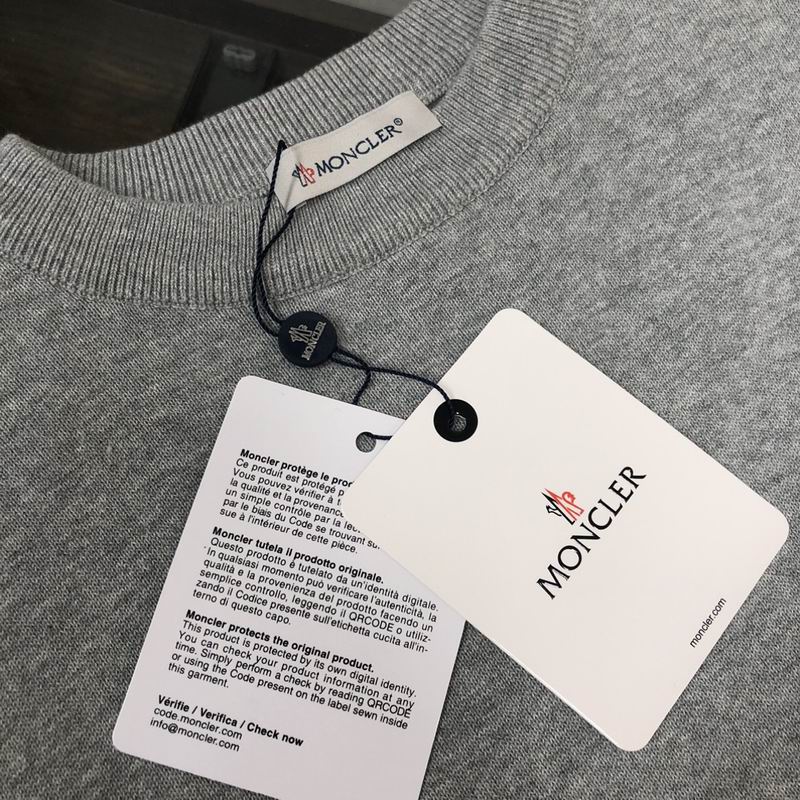 MONCLER®
MONCLER
Moncler protège le
Ce produit est protégé
Vous pouvez vérifier à
la qualité et la provenance
un simple contrôle par la
par le biais du Code se trouvant
sue à l'intérieur de cette pièce.
Moncler tutela il prodotto originale.
Questo prodotto è tutelato da un'identità digitale.
In qualsiasi momento può verificare l'autenticità, la
qualità e la provenienza del prodotto facendo un
semplice controllo, leggendo il QRCODE o utiliz-
zando il Codice presente sull'etichetta cucita all'in-
terno di questo capo.
Moncler protects the original product.
This product is protected by its own digital identity.
You can check your product information at any
time. Simply perform a check by reading QRCODE
or using the Code present on the label sewn inside
this garment.
Vérifie / Verifica / Check now
code.moncler.com
info@moncler.com
MONCLER
moncler.com